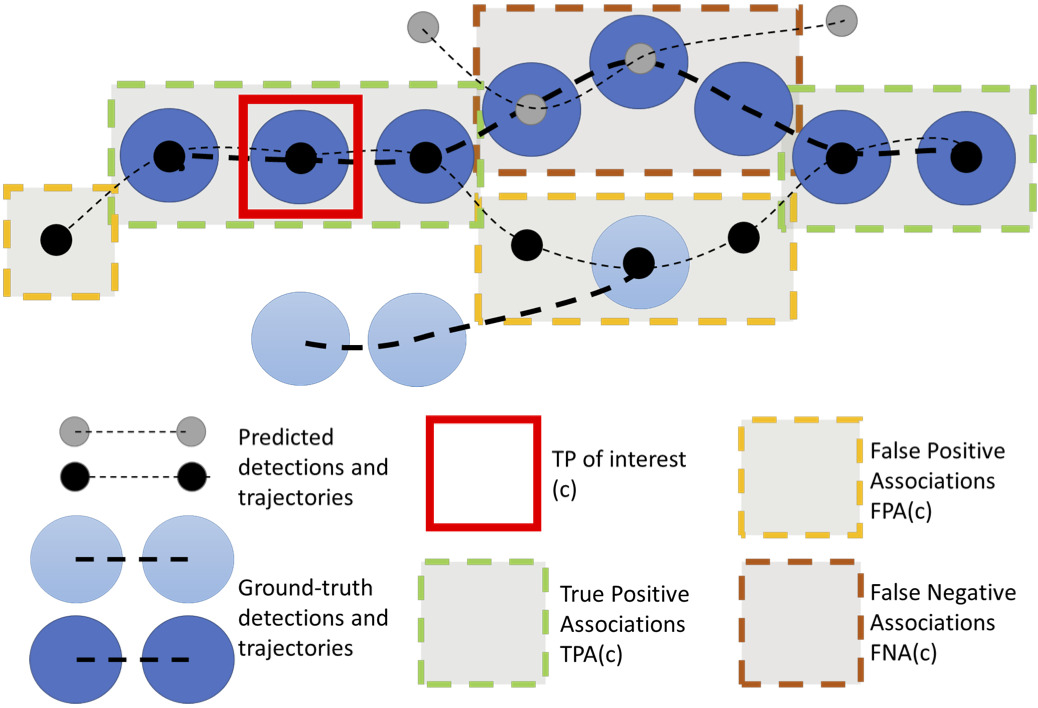 Predicted
detections and
trajectories
TP of interest
(c)
False Positive
Associations
FPA(c)
Ground-truth
detections and
trajectories
True Positive
Associations
TPA(c)
False Negative
Associations
FNA(c)